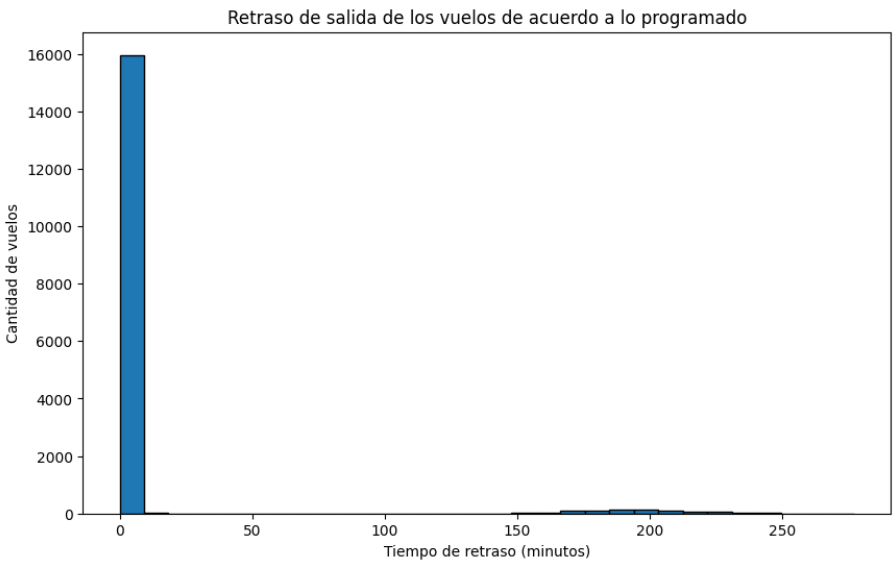 Retraso de salida de los vuelos de acuerdo a lo programado
16000
14000
12000
10000
8000
6000
4000
2000
0
Cantidad de vuelos
0 50 100 150 200 250
Tiempo de retraso (minutos)